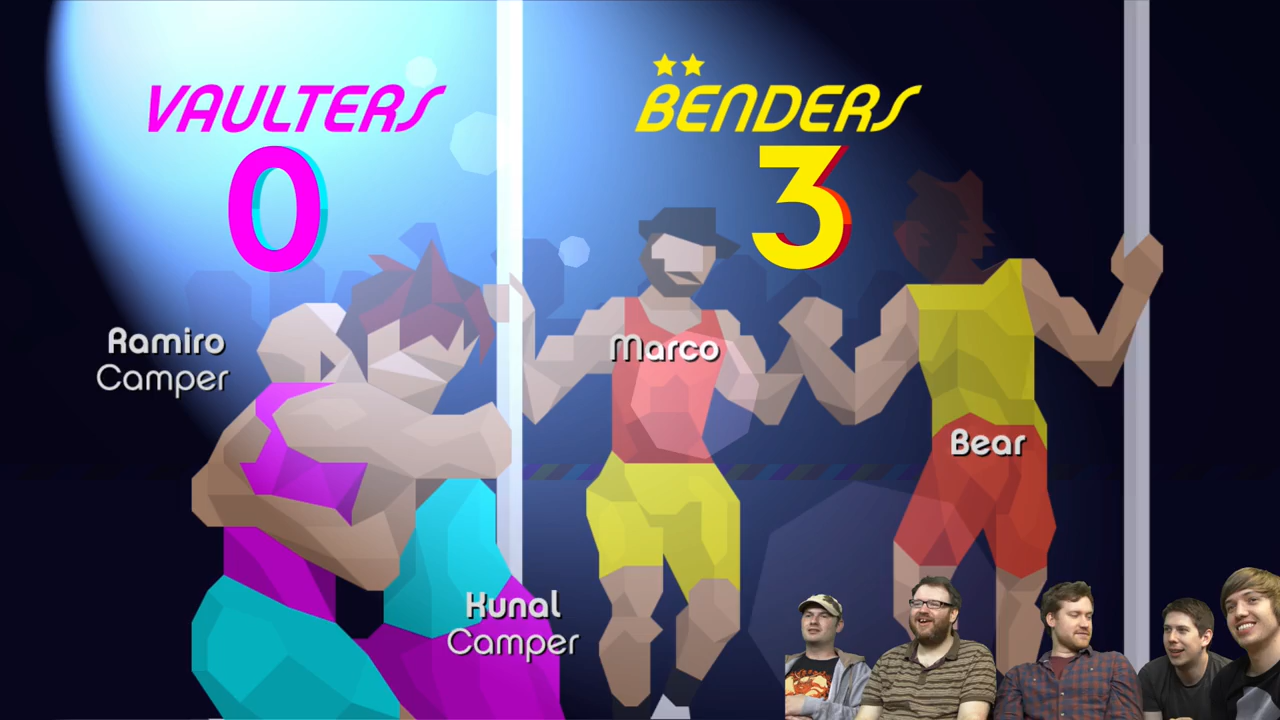 VAULTERS
0
BENDERS
3
Ramiro
Camper
Marco
Bear
Kunal
Camper